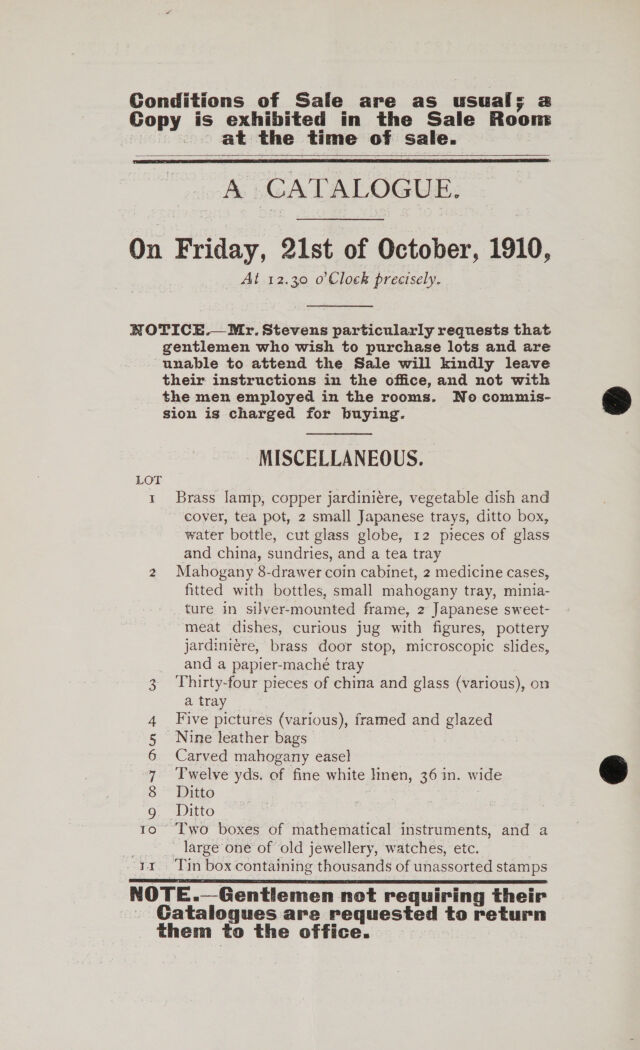 Conditions of Sale are as usual; a
Copy is exhibited in the Sale Room
at the time of sale.
A CATALOGUE.
On Friday, 21st of October, 1910,
At 12.30 o'Clock precisely.
NOTICE.—Mr. Stevens particularly requests that
gentlemen who wish to purchase lots and are
unable to attend the Sale will kindly leave
their instructions in the office, and not with
the men employed in the rooms. No commis-
sion is charged for buying.
MISCELLANEOUS.
LOT
1 Brass lamp, copper jardinière, vegetable dish and
cover, tea pot, 2 small Japanese trays, ditto box,
water bottle, cut glass globe, 12 pieces of glass
and china, sundries, and a tea tray
2 Mahogany 8-drawer coin cabinet, 2 medicine cases,
fitted with bottles, small mahogany tray, minia-
ture in silver-mounted frame, 2 Japanese sweet-
meat dishes, curious jug with figures, pottery
jardinière, brass door stop, microscopic slides,
and a papier-maché tray
3 Thirty-four pieces of china and glass (various), on
a tray
4 Five pictures (various), framed and glazed
5 Nine leather bags
6 Carved mahogany easel
7 Twelve yds. of fine white linen, 36 in. wide
8 Ditto
9 Ditto
10 Two boxes of mathematical instruments, and a
large one of old jewellery, watches, etc.
11 Tin box containing thousands of unassorted stamps
NOTE.—Gentlemen not requiring their
Catalogues are requested to return
them to the office.